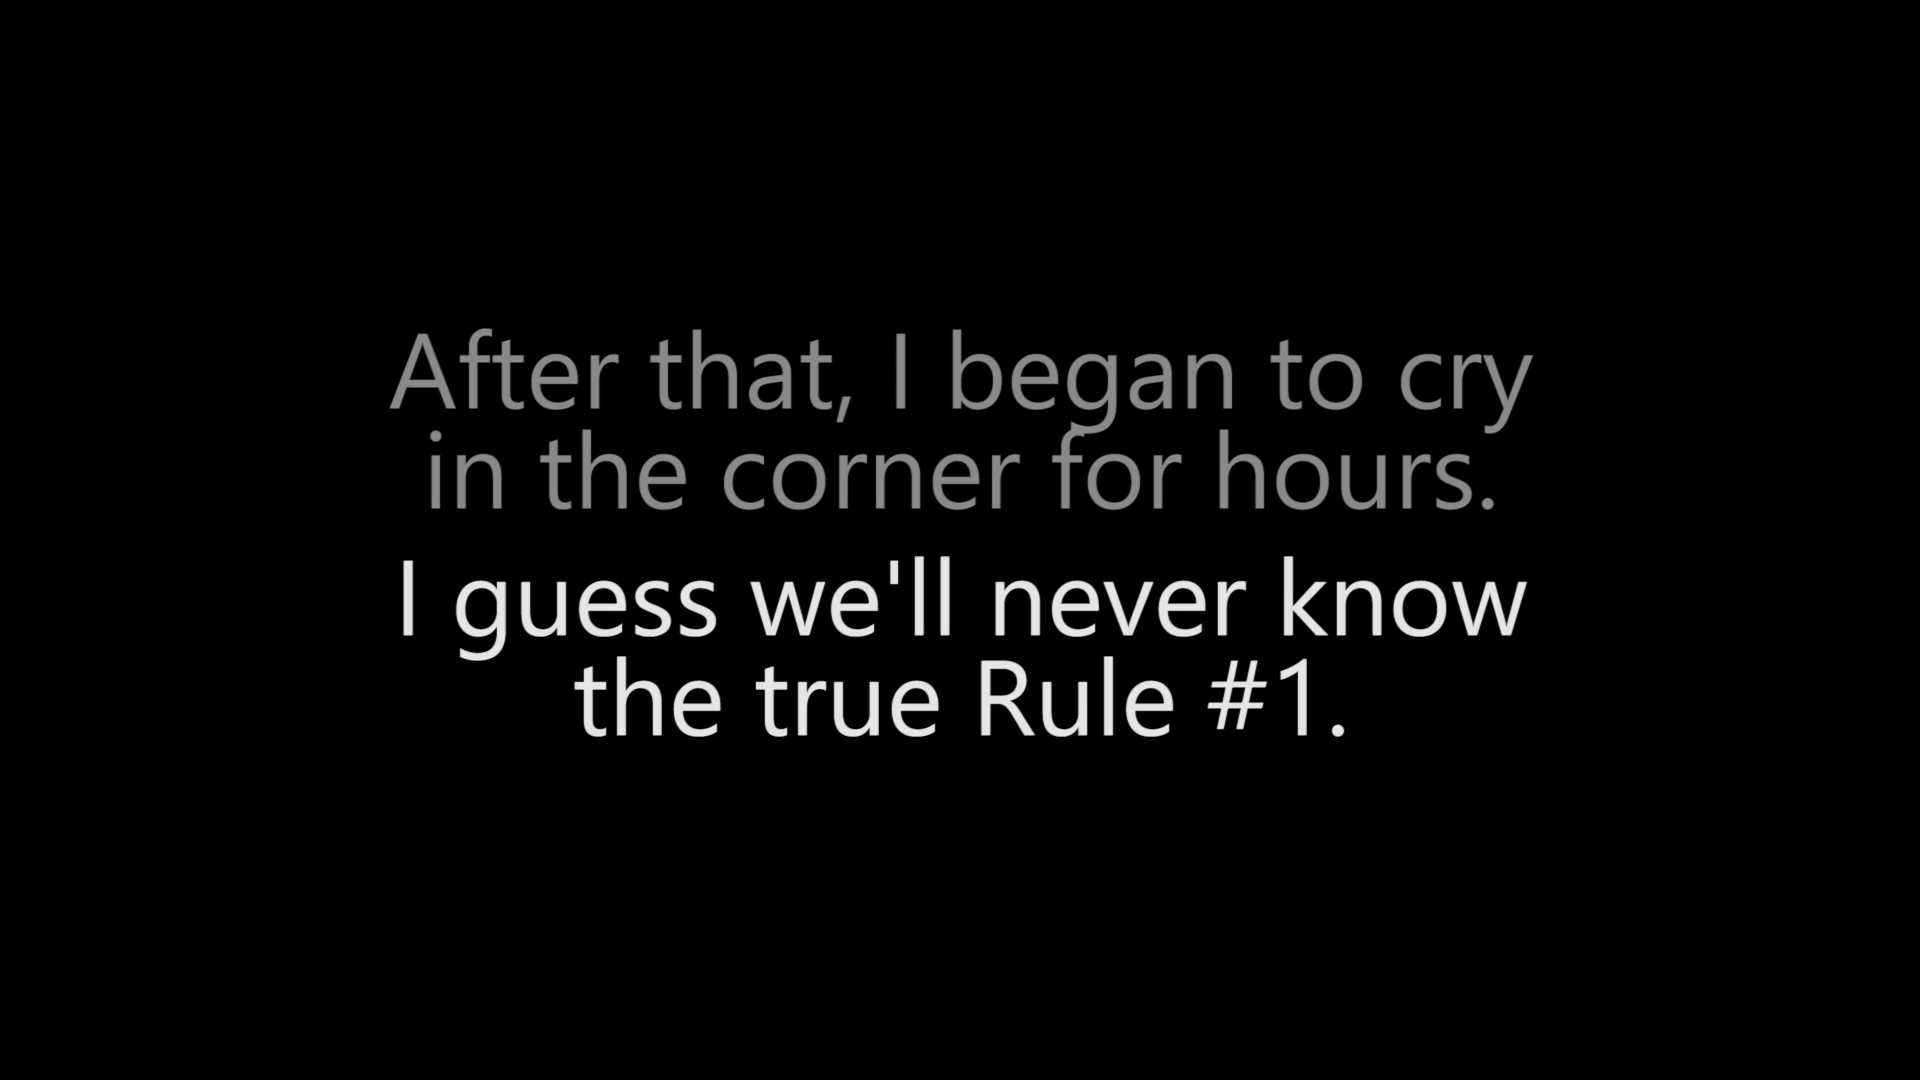 After that, I began to cry
in the corner for hours.
I guess we'll never know
the true Rule #1.